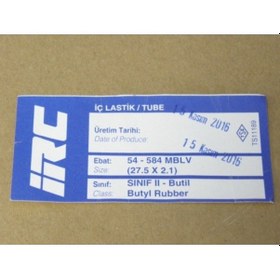 İÇ LASTİK / TUBE
IRC
Üretim Tarihi:
Date of Produce
15 Kasım 2016
15 Kasım 2016
TS11169
Ebat: 54 - 584 MBLV
Size: (27.5 X 2.1)
Sınıf: SINIF II - Butil
Class: Butyl Rubber